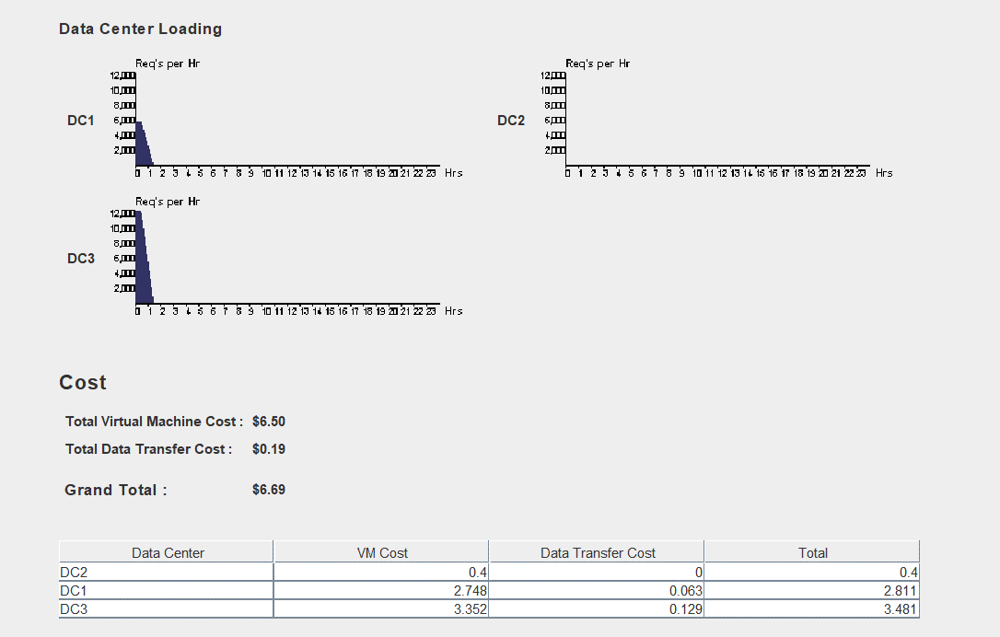 Data Center Loading
Req's per Hr
12,000
10,000
8,000
6,000
4,000
2,000
DC1
0 1 2 3 4 5 6 7 8 9 10 11 12 13 14 15 16 17 18 19 20 21 22 23 Hrs
Req's per Hr
12,000
10,000
8,000
6,000
4,000
2,000
DC2
0 1 2 3 4 5 6 7 8 9 10 11 12 13 14 15 16 17 18 19 20 21 22 23 Hrs
Req's per Hr
12,000
10,000
8,000
6,000
4,000
2,000
DC3
0 1 2 3 4 5 6 7 8 9 10 11 12 13 14 15 16 17 18 19 20 21 22 23 Hrs
Cost
Total Virtual Machine Cost : $6.50
Total Data Transfer Cost : $0.19
Grand Total : $6.69
Data Center VM Cost Data Transfer Cost Total
DC2 0.4 0 0.4
DC1 2.748 0.063 2.811
DC3 3.352 0.129 3.481